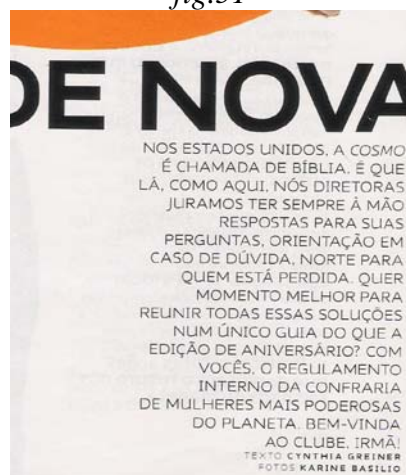 fig.31
DE NOVA
NOS ESTADOS UNIDOS, A COSMO
É CHAMADA DE BÍBLIA. É QUE
LÁ, COMO AQUI, NÓS DIRETORAS
JURAMOS TER SEMPRE À MÃO
RESPOSTAS PARA SUAS
PERGUNTAS, ORIENTAÇÃO EM
CASO DE DÚVIDA, NORTE PARA
QUEM ESTÁ PERDIDA. QUER
MOMENTO MELHOR PARA
REUNIR TODAS ESSAS SOLUÇÕES
NUM ÚNICO GUIA DO QUE A
EDIÇÃO DE ANIVERSÁRIO? COM
VOCÊS, O REGULAMENTO
INTERNO DA CONFRARIA
DE MULHERES MAIS PODEROSAS
DO PLANETA. BEM-VINDA
AO CLUBE, IRMÃ!
TEXTO CYNTHIA GREINER
FOTOS KARINE BASILIO